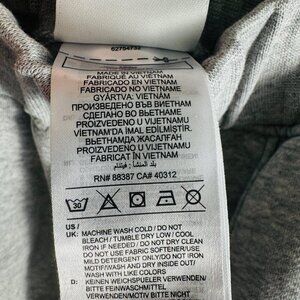 62704732
MADE IN VIETNAM
FABRIQUÉ AU VIETNAM
FABRICADO NO VIETNAME
GYÁRTVA: VIETNÁM
ПРОИЗВЕДЕНО ВЪВ ВИЕТНАМ
СДЕЛАНО ВО ВЬЕТНАМЕ
PROIZVEDENO U VIJETNAMU
VIETNAM'DA İMAL EDİLMİŞTİR.
ВЬЕТНАМДА ЖАСАЛҒАН
PROIZVEDENO U VIJETNAMU
FABRICAT ÎN VIETNAM
بلد المنشأ: فيتنام
RN# 88387 CA# 40312
30
US /
UK: MACHINE WASH COLD / DO NOT
BLEACH / TUMBLE DRY LOW / COOL
IRON IF NEEDED / DO NOT DRY CLEAN
DO NOT USE FABRIC SOFTENER/USE
MILD DETERGENT ONLY/DO NOT IRON
MOTIF/WASH AND DRY INSIDE OUT/
WASH WITH LIKE COLORS
D: KEINEN WEICHSPUELER VERWENDEN/
BITTE FEINWASCHMITTEL
VERWENDEN/MOTIV BITTE NICHT